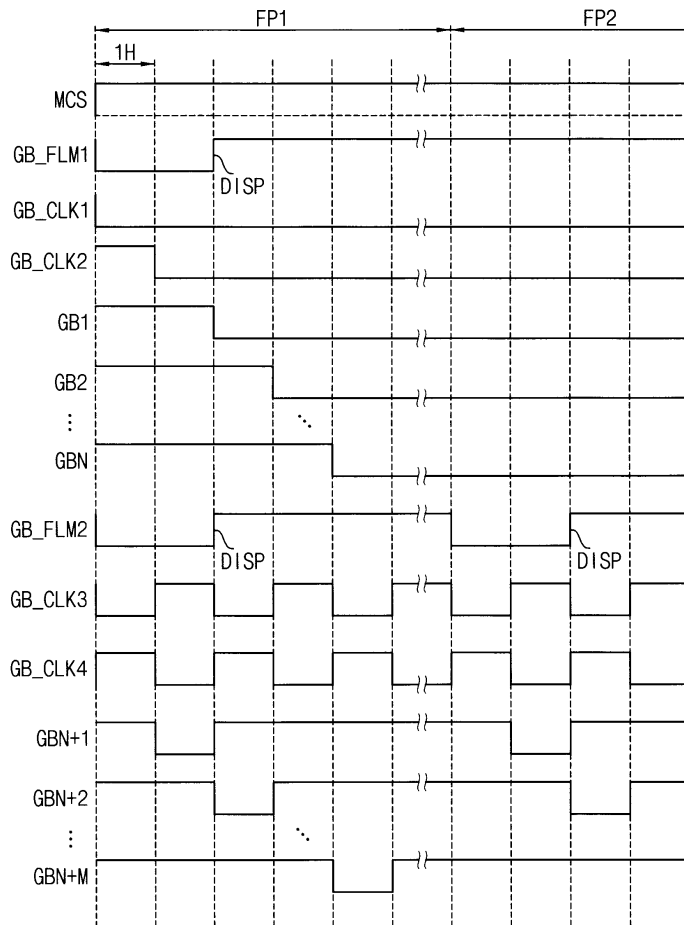 FP1
FP2
1H
MCS
GB_FLM1
DISP
GB_CLK1
GB_CLK2
GB1
GB2
⋮
GBN
GB_FLM2
DISP
DISP
GB_CLK3
GB_CLK4
GBN+1
GBN+2
⋮
GBN+M